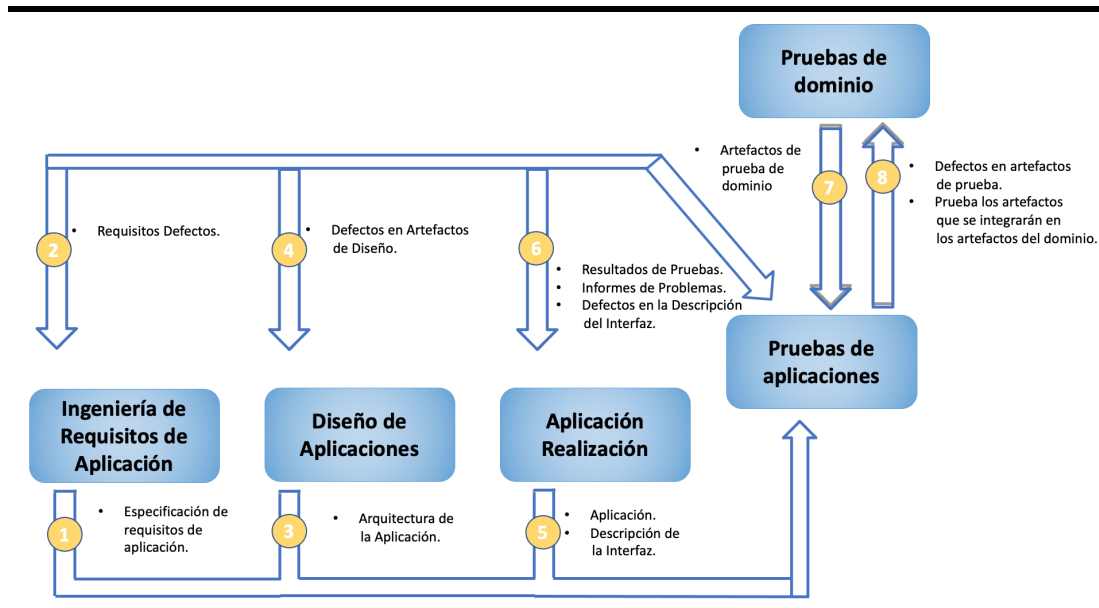 Pruebas de
dominio
• Artefactos de
prueba de
dominio
7
8
• Defectos en artefactos
de prueba.
• Prueba los artefactos
que se integrarán en
los artefactos del dominio.
2
• Requisitos Defectos.
4
• Defectos en Artefactos
de Diseño.
6
• Resultados de Pruebas.
• Informes de Problemas.
• Defectos en la Descripción
del Interfaz.
Pruebas de
aplicaciones
Ingeniería de
Requisitos de
Aplicación
Diseño de
Aplicaciones
Aplicación
Realización
1
• Especificación de
requisitos de
aplicación.
3
• Arquitectura de
la Aplicación.
5
• Aplicación.
• Descripción de
la Interfaz.